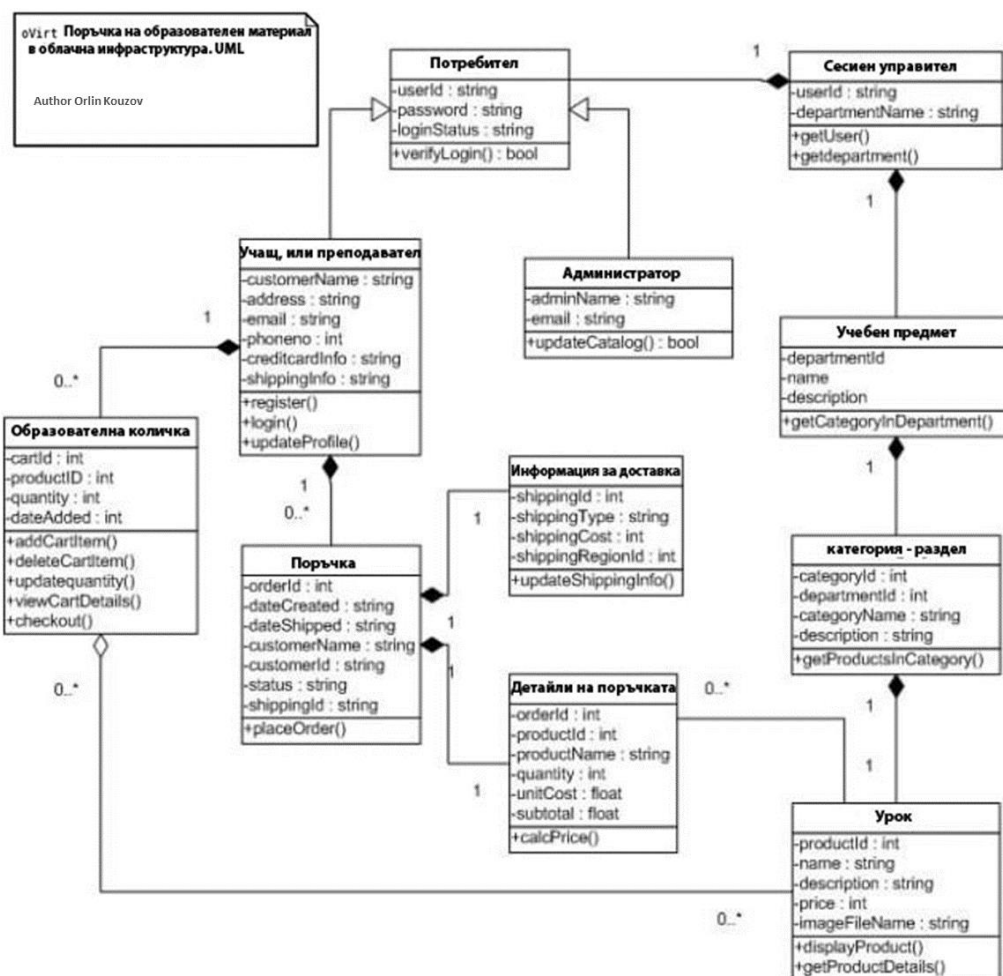 oVirt Поръчка на образователен материал
в облачна инфраструктура. UML
Author Orlin Kouzov
Потребител
-userId : string
-password : string
-loginStatus : string
+verifyLogin() : bool
1
Сесиен управител
-userId : string
-departmentName : string
+getUser()
+getdepartment()
1
Учащ, или преподавател
-customerName : string
-address : string
-email : string
-phoneno : int
-creditcardInfo : string
-shippingInfo : string
+register()
+login()
+updateProfile()
1
0..*
1
0..*
Администратор
-adminName : string
-email : string
+updateCatalog() : bool
Учебен предмет
-departmentId
-name
-description
+getCategoryInDepartment()
1
Образователна количка
-cartId : int
-productID : int
-quantity : int
-dateAdded : int
+addCartItem()
+deleteCartItem()
+updatequantity()
+viewCartDetails()
+checkout()
0..*
Информация за доставка
-shippingId : int
-shippingType : string
-shippingCost : int
-shippingRegionId : int
+updateShippingInfo()
1
Поръчка
-orderId : int
-dateCreated : string
-dateShipped : string
-customerName : string
-customerId : string
-status : string
-shippingId : string
+placeOrder()
1
1
категория - раздел
-categoryId : int
-departmentId : int
-categoryName : string
-description : string
+getProductsInCategory()
1
Детайли на поръчката
-orderId : int
-productId : int
-productName : string
-quantity : int
-unitCost : float
-subtotal : float
+calcPrice()
0..*
1
1
Урок
-productId : int
-name : string
-description : string
-price : int
-imageFileName : string
+displayProduct()
+getProductDetails()
0..*